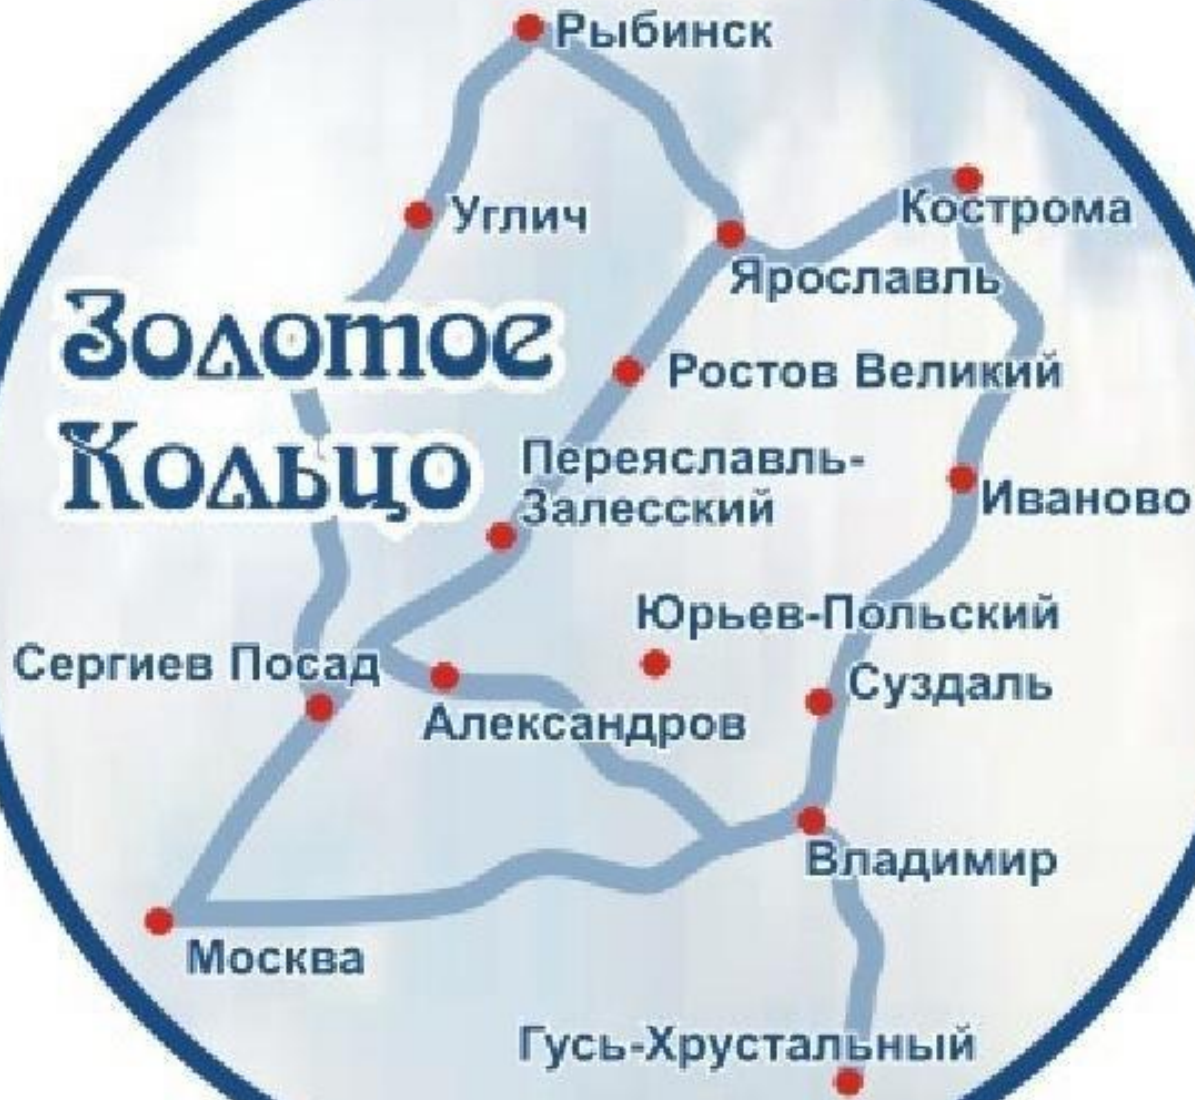 Рыбинск
Углич
Кострома
Ярославль
Золотое
Кольцо
Ростов Великий
Переяславль-
Залесский
Иваново
Юрьев-Польский
Сергиев Посад
Суздаль
Александров
Владимир
Москва
Гусь-Хрустальный